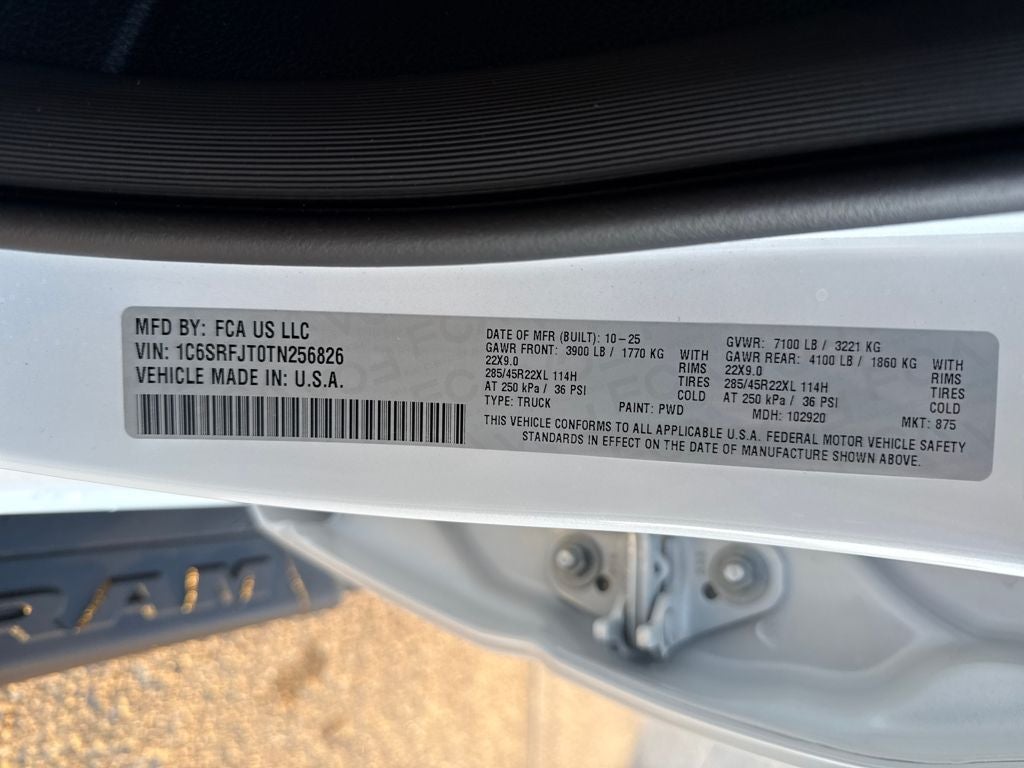 MFD BY: FCA US LLC
VIN: 1C6SRFJT0TN256826
VEHICLE MADE IN: U.S.A.
DATE OF MFR (BUILT): 10-25
GAWR FRONT: 3900 LB / 1770 KG WITH
22X9.0 RIMS
285/45R22XL 114H TIRES
AT 250 kPa / 36 PSI COLD
TYPE: TRUCK PAINT: PWD
GVWR: 7100 LB / 3221 KG
GAWR REAR: 4100 LB / 1860 KG WITH
22X9.0 RIMS
285/45R22XL 114H TIRES
AT 250 kPa / 36 PSI COLD
MDH: 102920 MKT: 875
THIS VEHICLE CONFORMS TO ALL APPLICABLE U.S.A. FEDERAL MOTOR VEHICLE SAFETY
STANDARDS IN EFFECT ON THE DATE OF MANUFACTURE SHOWN ABOVE.
RAM